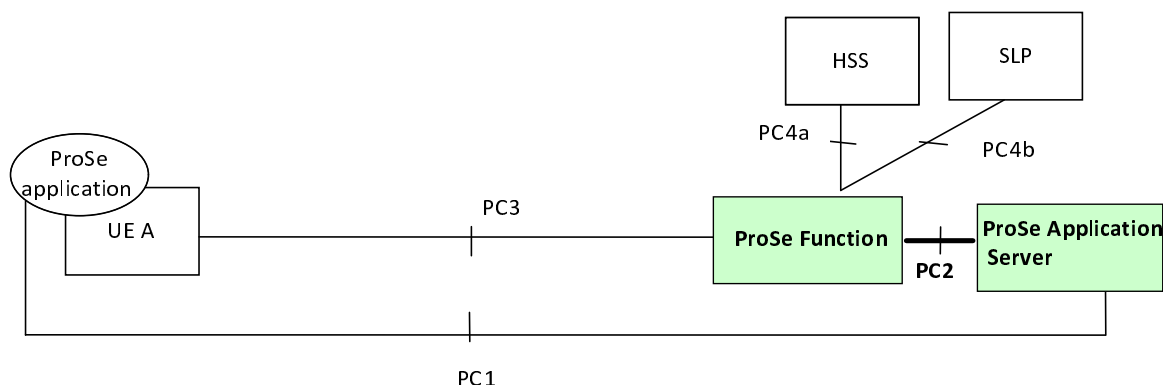 HSS
SLP
PC4a
PC4b
ProSe
application
UE A
PC3
ProSe Function
PC2
ProSe Application
Server
PC1